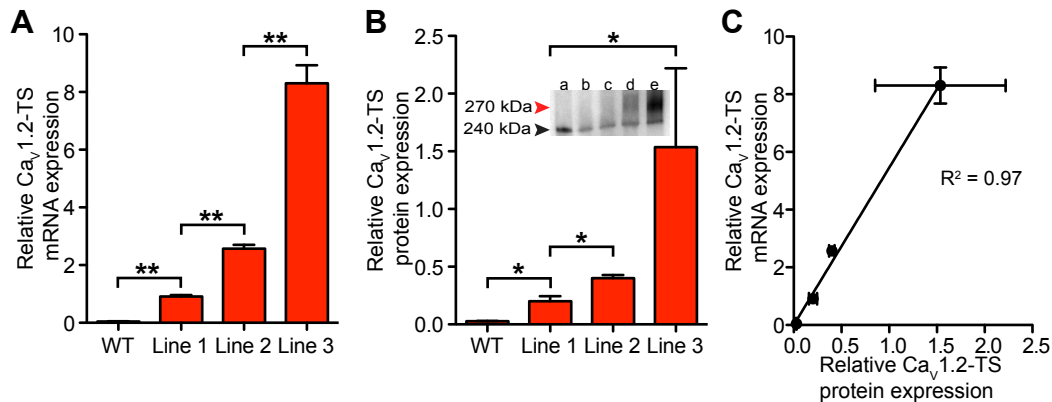 A
Relative CaV1.2-TS
mRNA expression
10
8
6
4
2
0
**
**
**
WT
Line 1
Line 2
Line 3
B
Relative CaV1.2-TS
protein expression
2.5
2.0
1.5
1.0
0.5
0.0
*
*
*
a b c d e
270 kDa
240 kDa
WT
Line 1
Line 2
Line 3
C
Relative CaV1.2-TS
mRNA expression
10
8
6
4
2
0
R² = 0.97
0.0 0.5 1.0 1.5 2.0 2.5
Relative CaV1.2-TS
protein expression